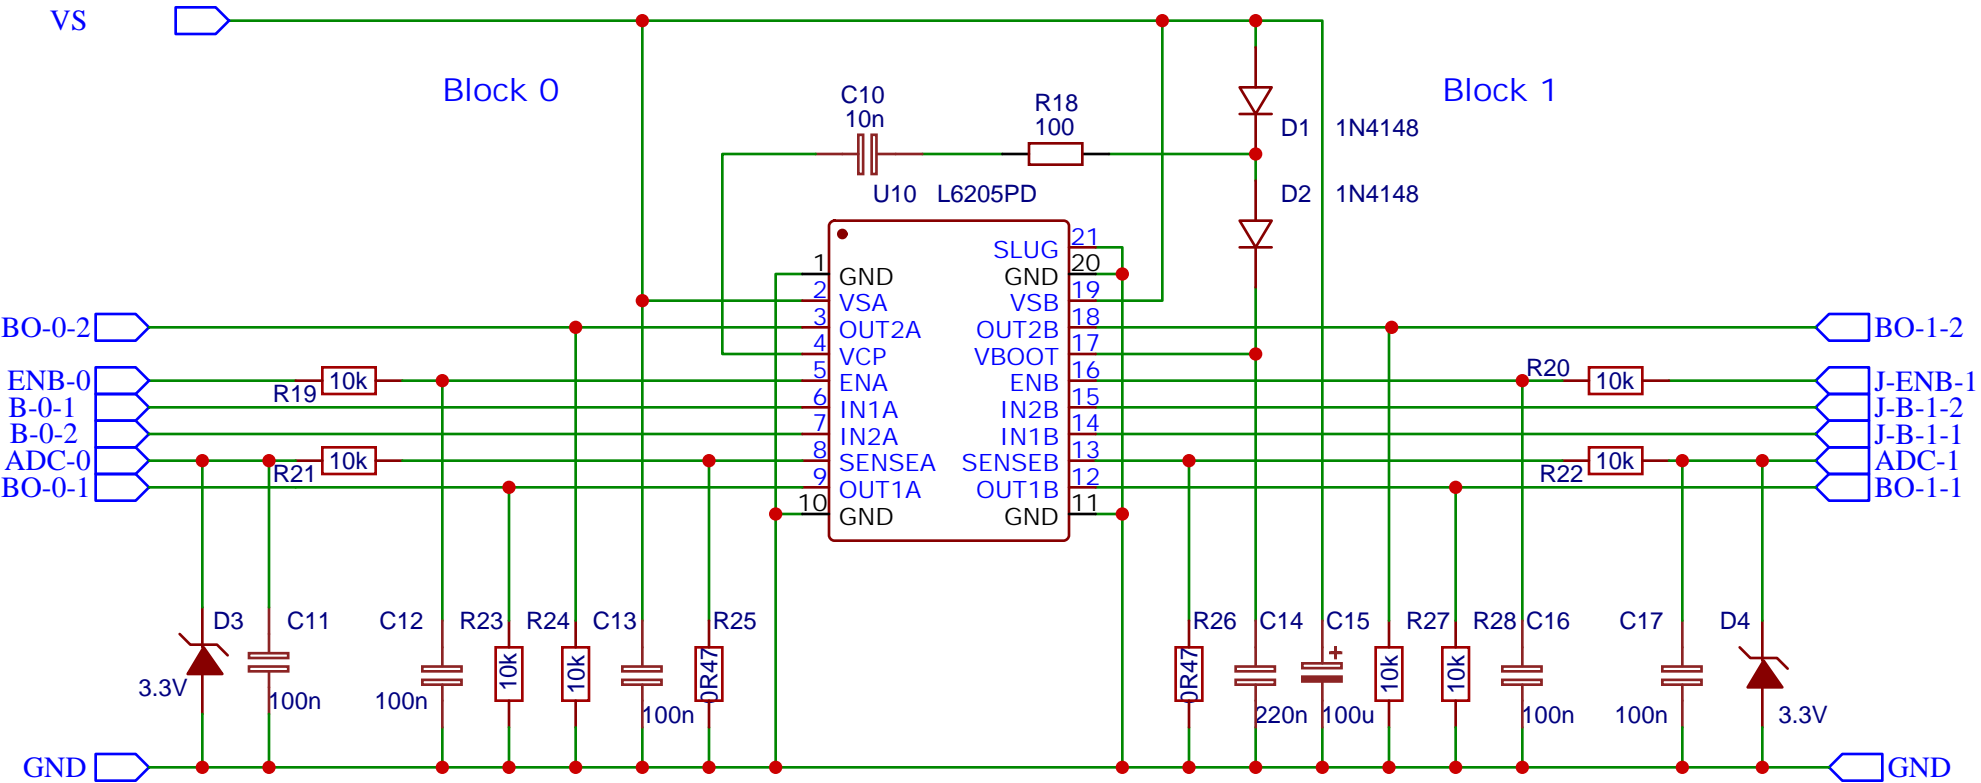 VS
Block 0
Block 1
C10
10n
R18
100
D1 1N4148
U10 L6205PD
D2 1N4148
SLUG 21
1 GND
GND 20
2 VSA
VSB 19
BO-0-2
3 OUT2A
OUT2B 18
BO-1-2
4 VCP
VBOOT 17
ENB-0
R19 10k
5 ENA
ENB 16
R20 10k
J-ENB-1
B-0-1
6 IN1A
IN2B 15
J-B-1-2
B-0-2
7 IN2A
IN1B 14
J-B-1-1
ADC-0
R21 10k
8 SENSEA
SENSEB 13
R22 10k
ADC-1
BO-0-1
9 OUT1A
OUT1B 12
BO-1-1
10 GND
GND 11
D3 C11 C12 R23 R24 C13 R25 R26 C14 C15 R27 R28 C16 C17 D4
+
10k 10k 0R47 0R47 10k 10k
3.3V 100n 100n 100n 220n 100u 100n 100n 3.3V
GND
GND